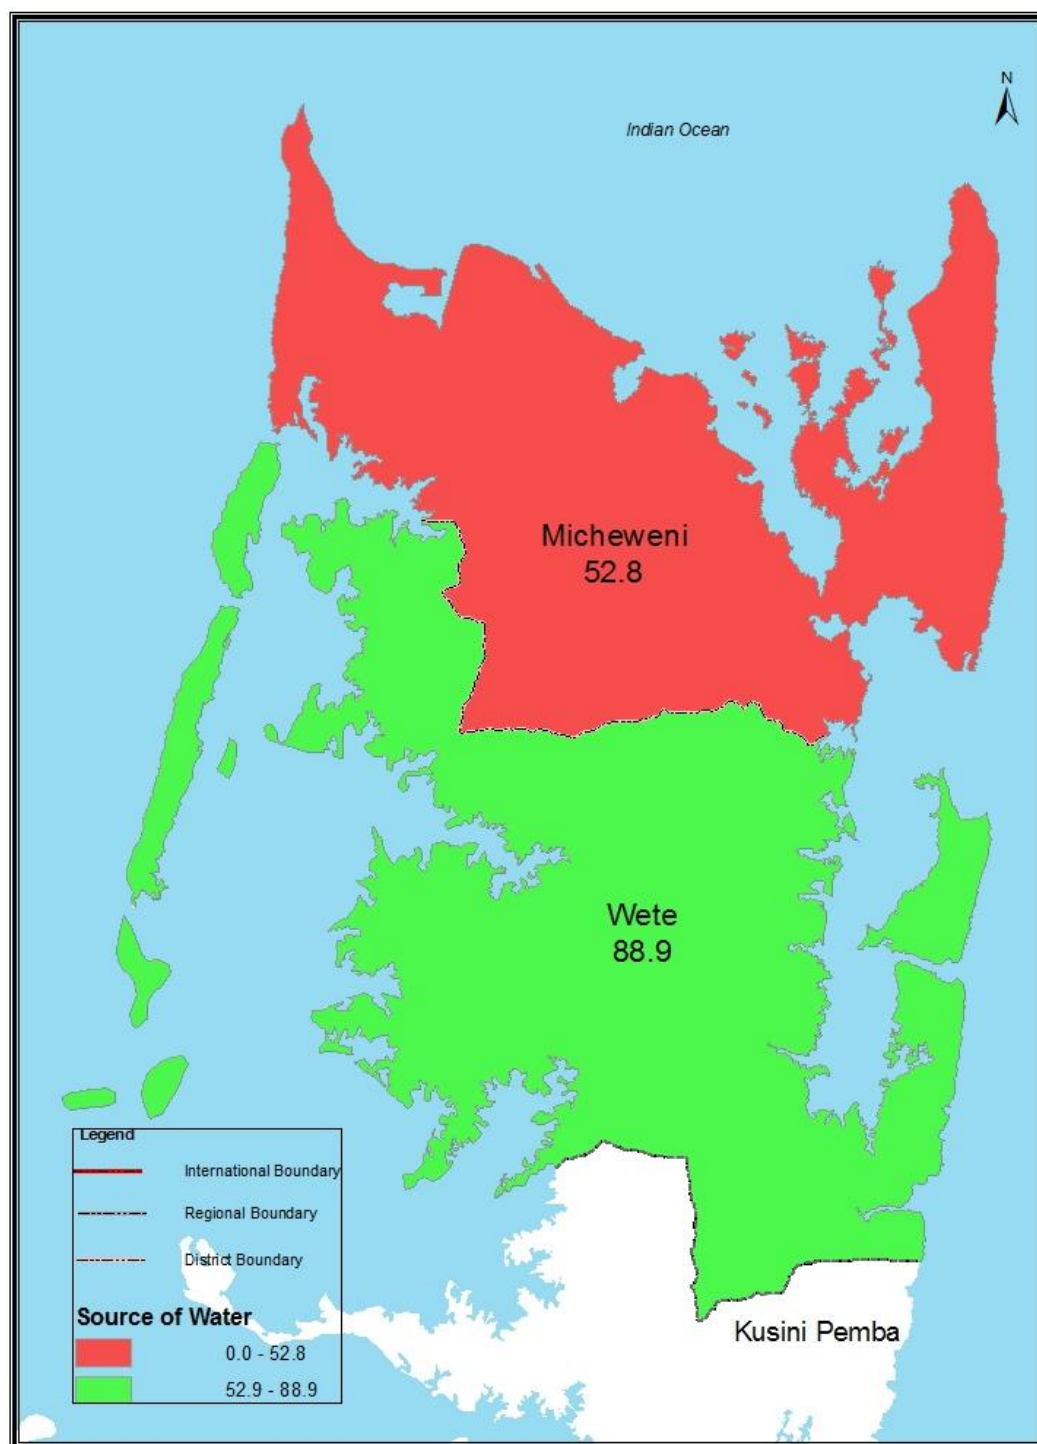 N
Indian Ocean
Micheweni
52.8
Wete
88.9
Legend
International Boundary
Regional Boundary
District Boundary
Source of Water
0.0 - 52.8
52.9 - 88.9
Kusini Pemba